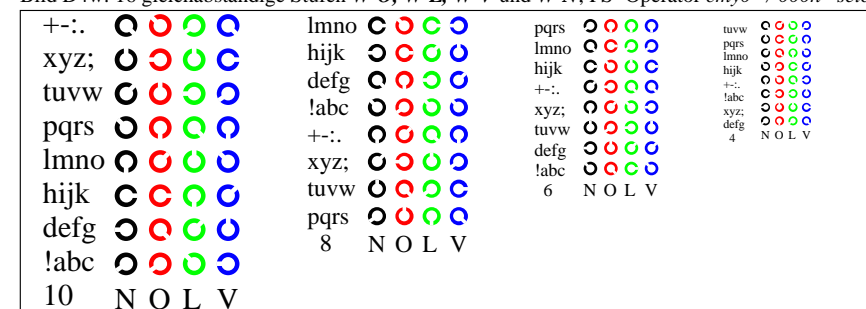 +-:.
xyz;
tuvw
pqrs
lmno
hijk
defg
!abc
10 N O L V
lmno
hijk
defg
!abc
+-:.
xyz;
tuvw
pqrs
8 N O L V
pqrs
lmno
hijk
+-:.
xyz;
tuvw
defg
!abc
6 N O L V
tuvw
pqrs
lmno
hijk
+-:.
!abc
xyz;
defg
4 N O L V